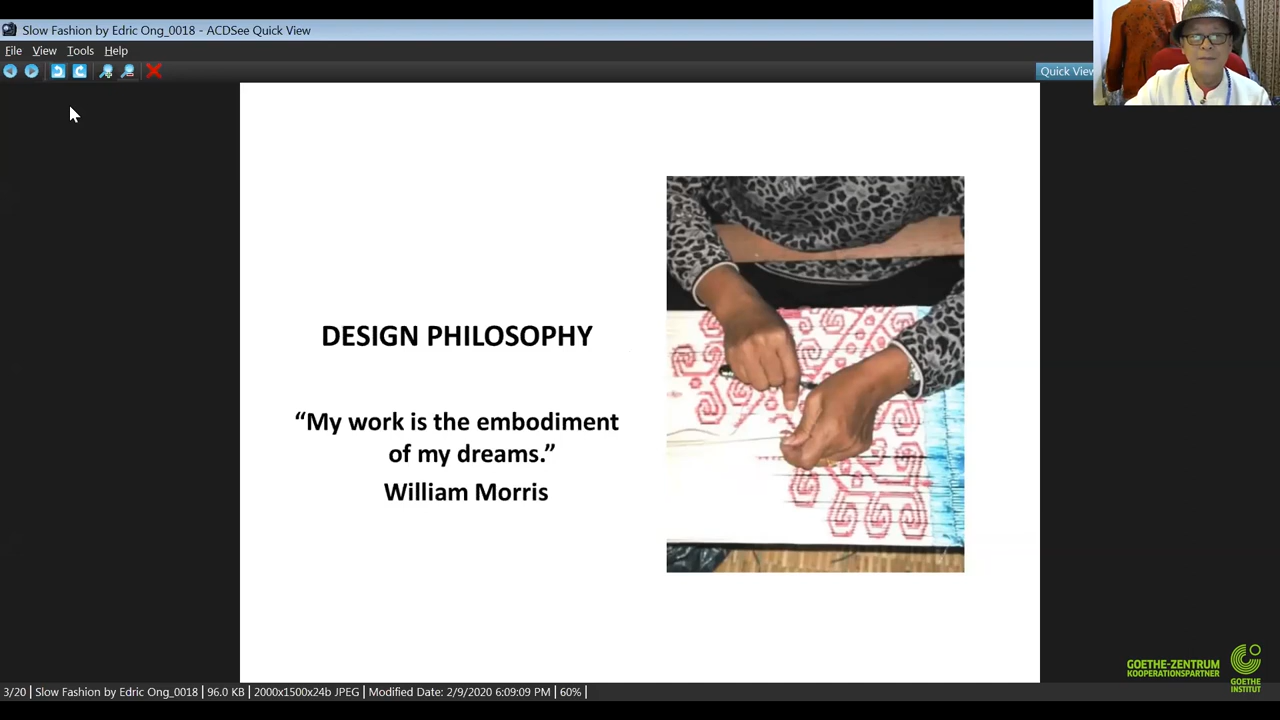 Slow Fashion by Edric Ong_0018 - ACDSee Quick View
File View Tools Help
Quick View
DESIGN PHILOSOPHY
“My work is the embodiment
of my dreams.”
William Morris
GOETHE-ZENTRUM
KOOPERATIONSPARTNER
GOETHE
INSTITUT
3/20 | Slow Fashion by Edric Ong_0018 | 96.0 KB | 2000x1500x24b JPEG | Modified Date: 2/9/2020 6:09:09 PM | 60% |